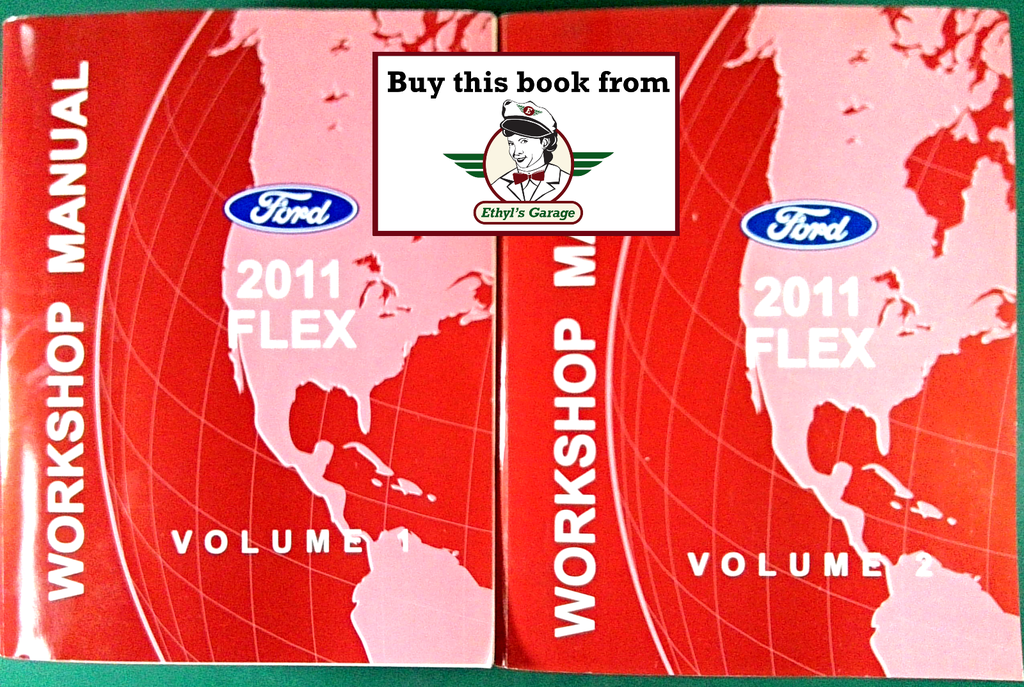 WORKSHOP MANUAL
Ford
2011
FLEX
VOLUME 1
Buy this book from
E
Ethyl's Garage
WORKSHOP MA
Ford
2011
FLEX
VOLUME 2